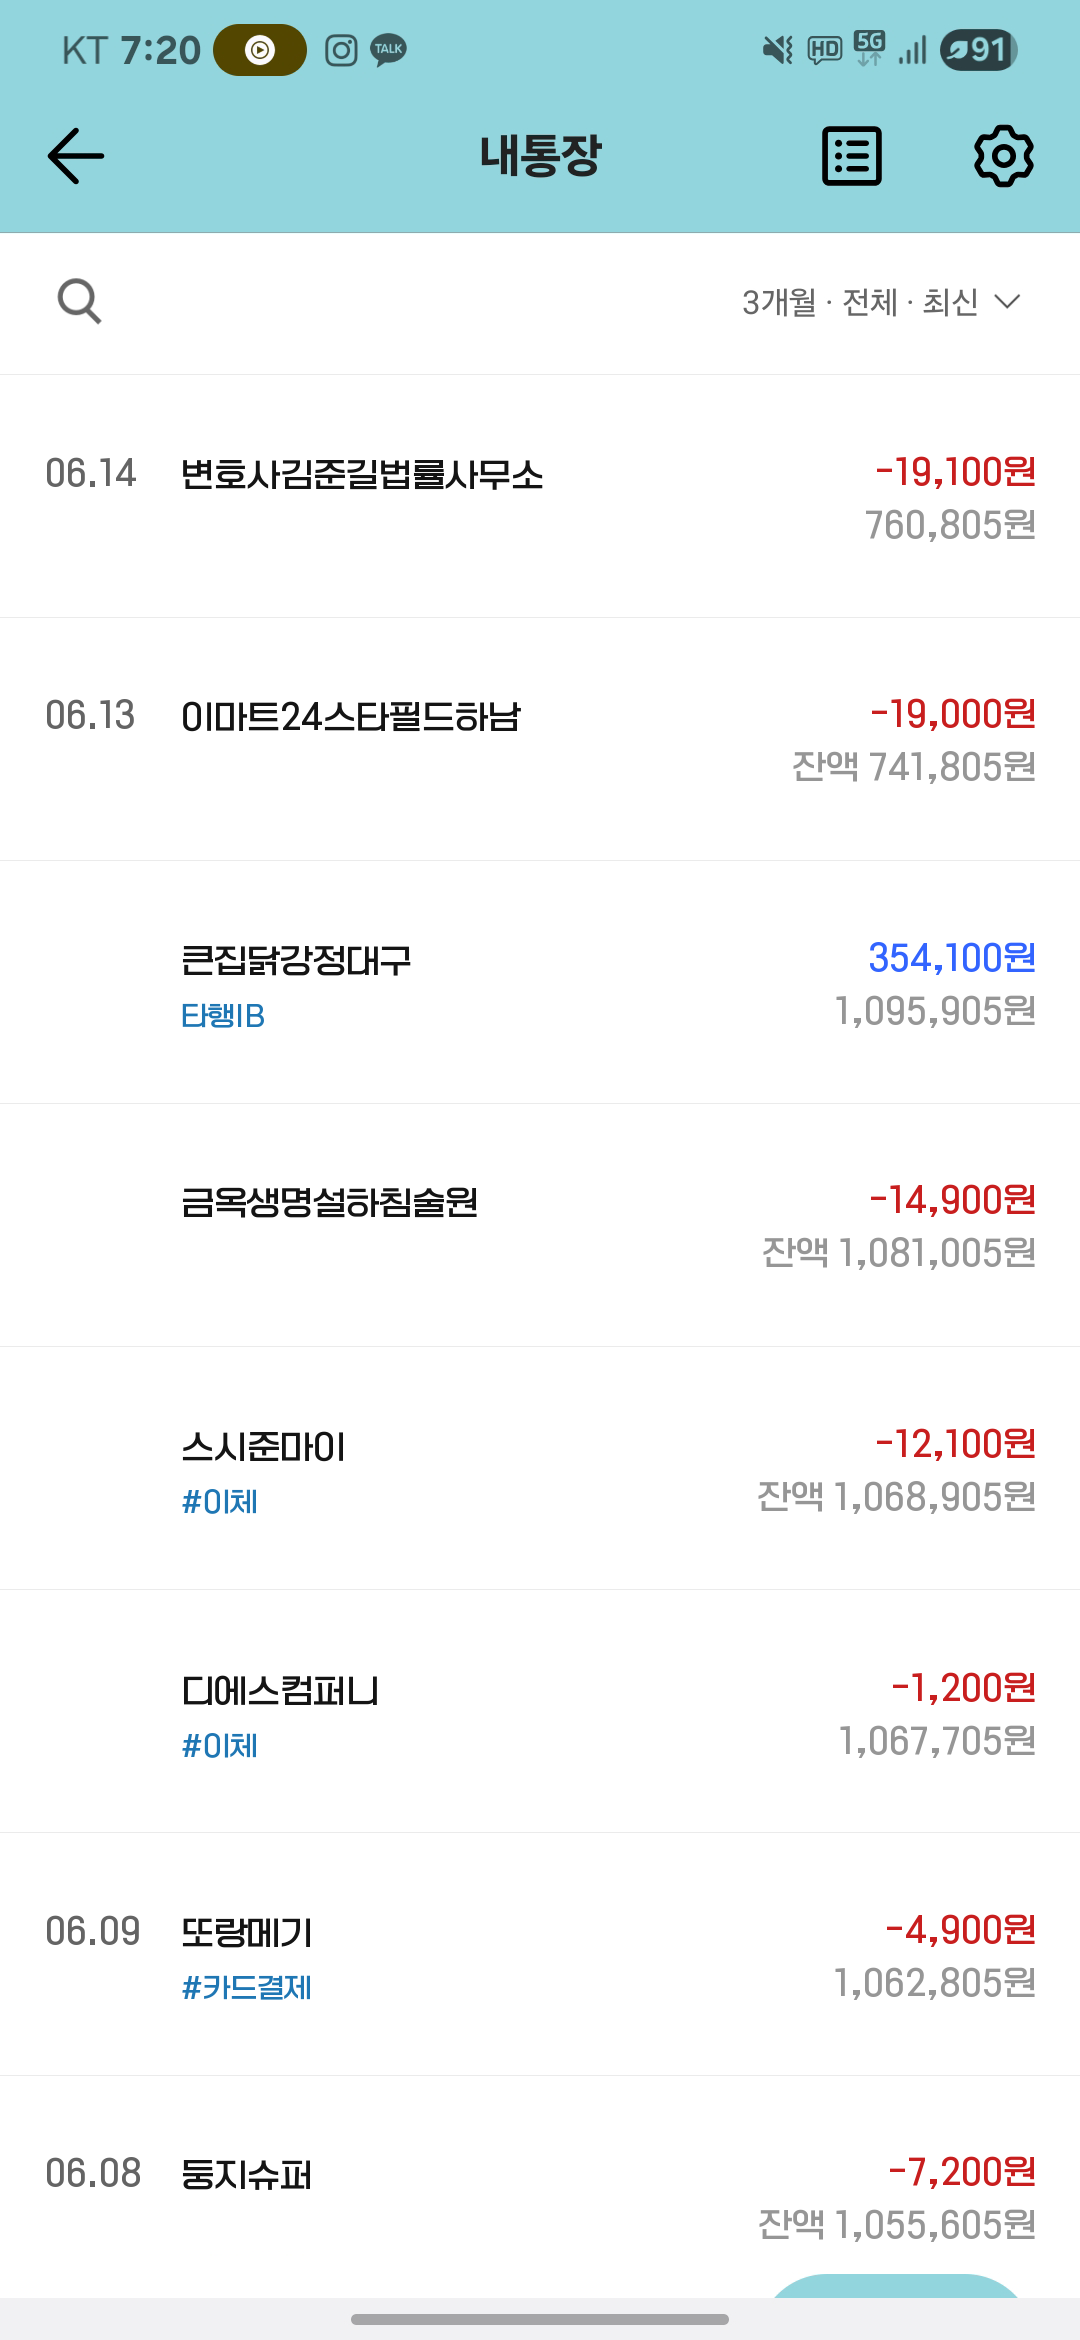 KT 7:20 TALK HD 5G 91
내통장
3개월 · 전체 · 최신
06.14 변호사김준길법률사무소 -19,100원
760,805원
06.13 이마트24스타필드하남 -19,000원
잔액 741,805원
큰집닭강정대구 354,100원
타행IB 1,095,905원
금옥생명설하침술원 -14,900원
잔액 1,081,005원
스시준마이 -12,100원
#이체 잔액 1,068,905원
디에스컴퍼니 -1,200원
#이체 1,067,705원
06.09 또랑메기 -4,900원
#카드결제 1,062,805원
06.08 둥지슈퍼 -7,200원
잔액 1,055,605원